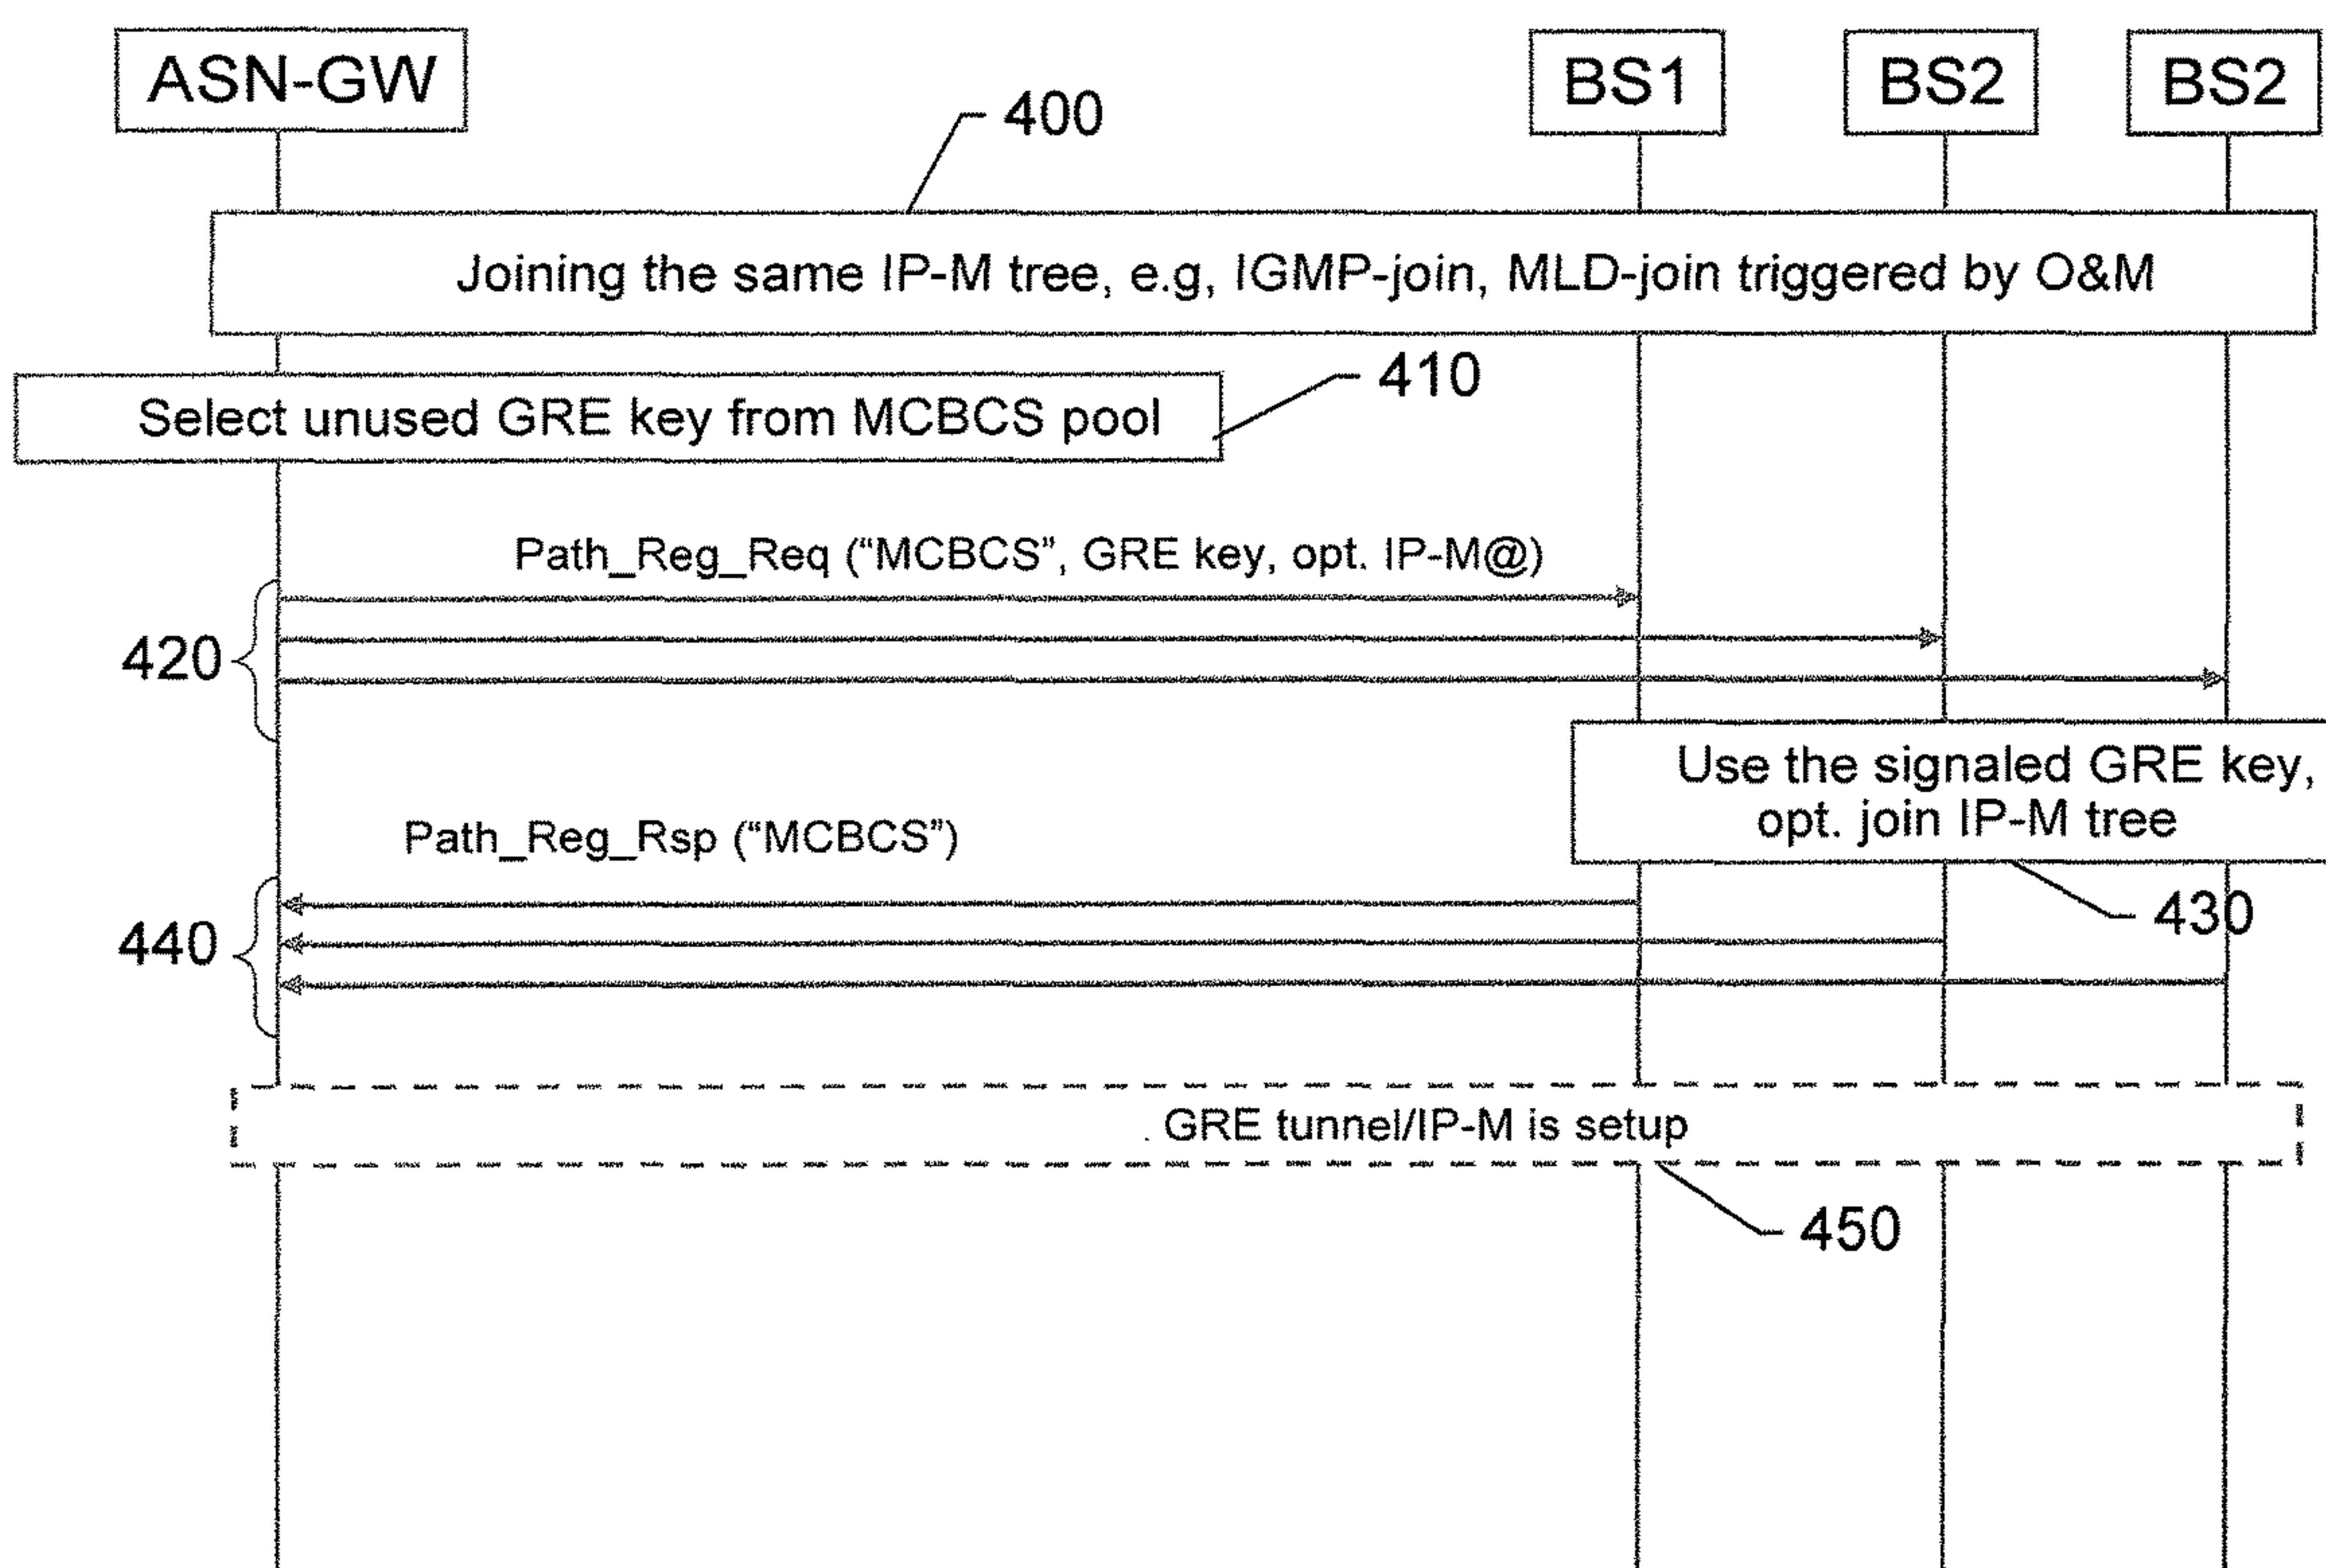 ASN-GW
BS1
BS2
BS2
400
Joining the same IP-M tree, e.g, IGMP-join, MLD-join triggered by O&M
410
Select unused GRE key from MCBCS pool
Path_Reg_Req (“MCBCS”, GRE key, opt. IP-M@)
420
Use the signaled GRE key,
opt. join IP-M tree
Path_Reg_Rsp (“MCBCS”)
430
440
GRE tunnel/IP-M is setup
450